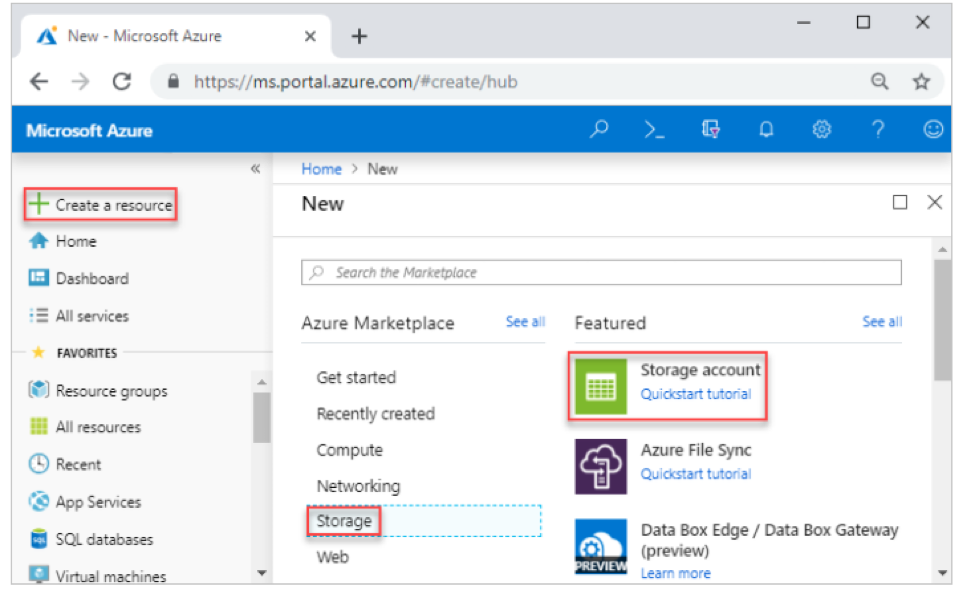 New - Microsoft Azure
https://ms.portal.azure.com/#create/hub
Microsoft Azure
Create a resource
Home
Dashboard
All services
FAVORITES
Resource groups
All resources
Recent
App Services
SQL databases
Virtual machines
Home > New
New
Search the Marketplace
Azure Marketplace See all
Get started
Recently created
Compute
Networking
Storage
Web
Featured See all
Storage account
Quickstart tutorial
Azure File Sync
Quickstart tutorial
PREVIEW
Data Box Edge / Data Box Gateway
(preview)
Learn more